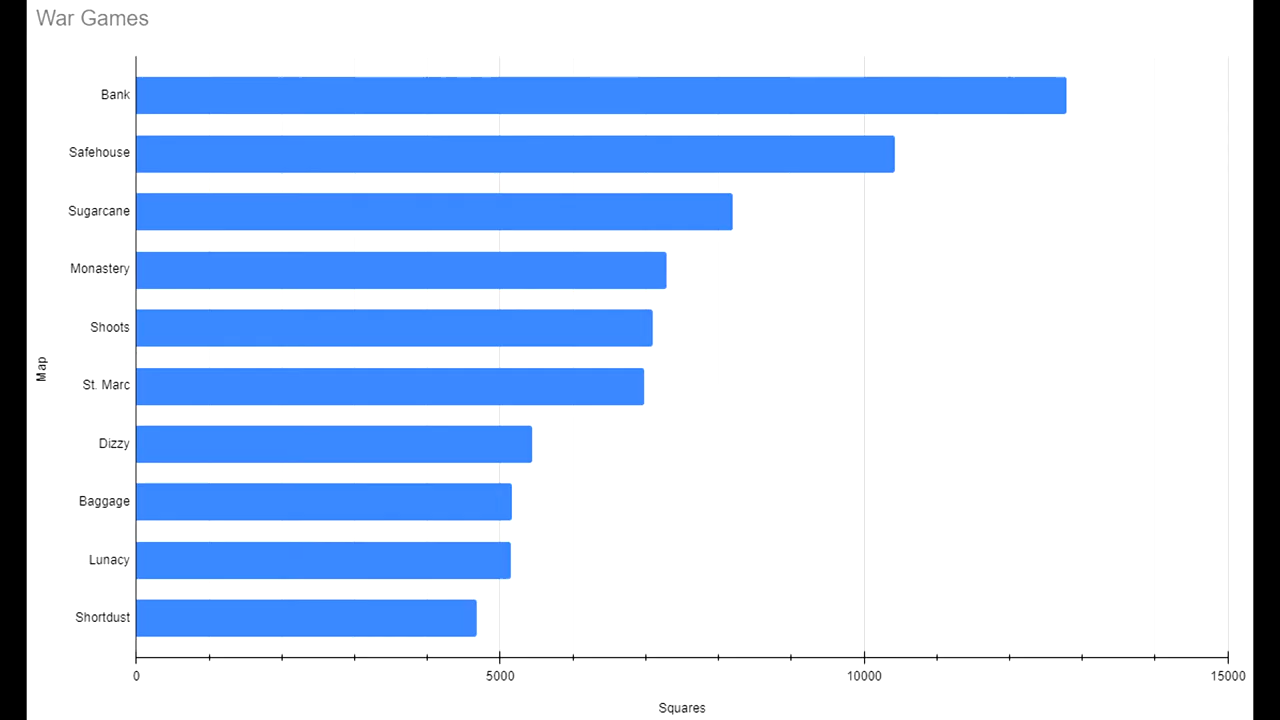 War Games
Bank
Safehouse
Sugarcane
Monastery
Shoots
St. Marc
Dizzy
Baggage
Lunacy
Shortdust
Map
0 5000 10000 15000
Squares